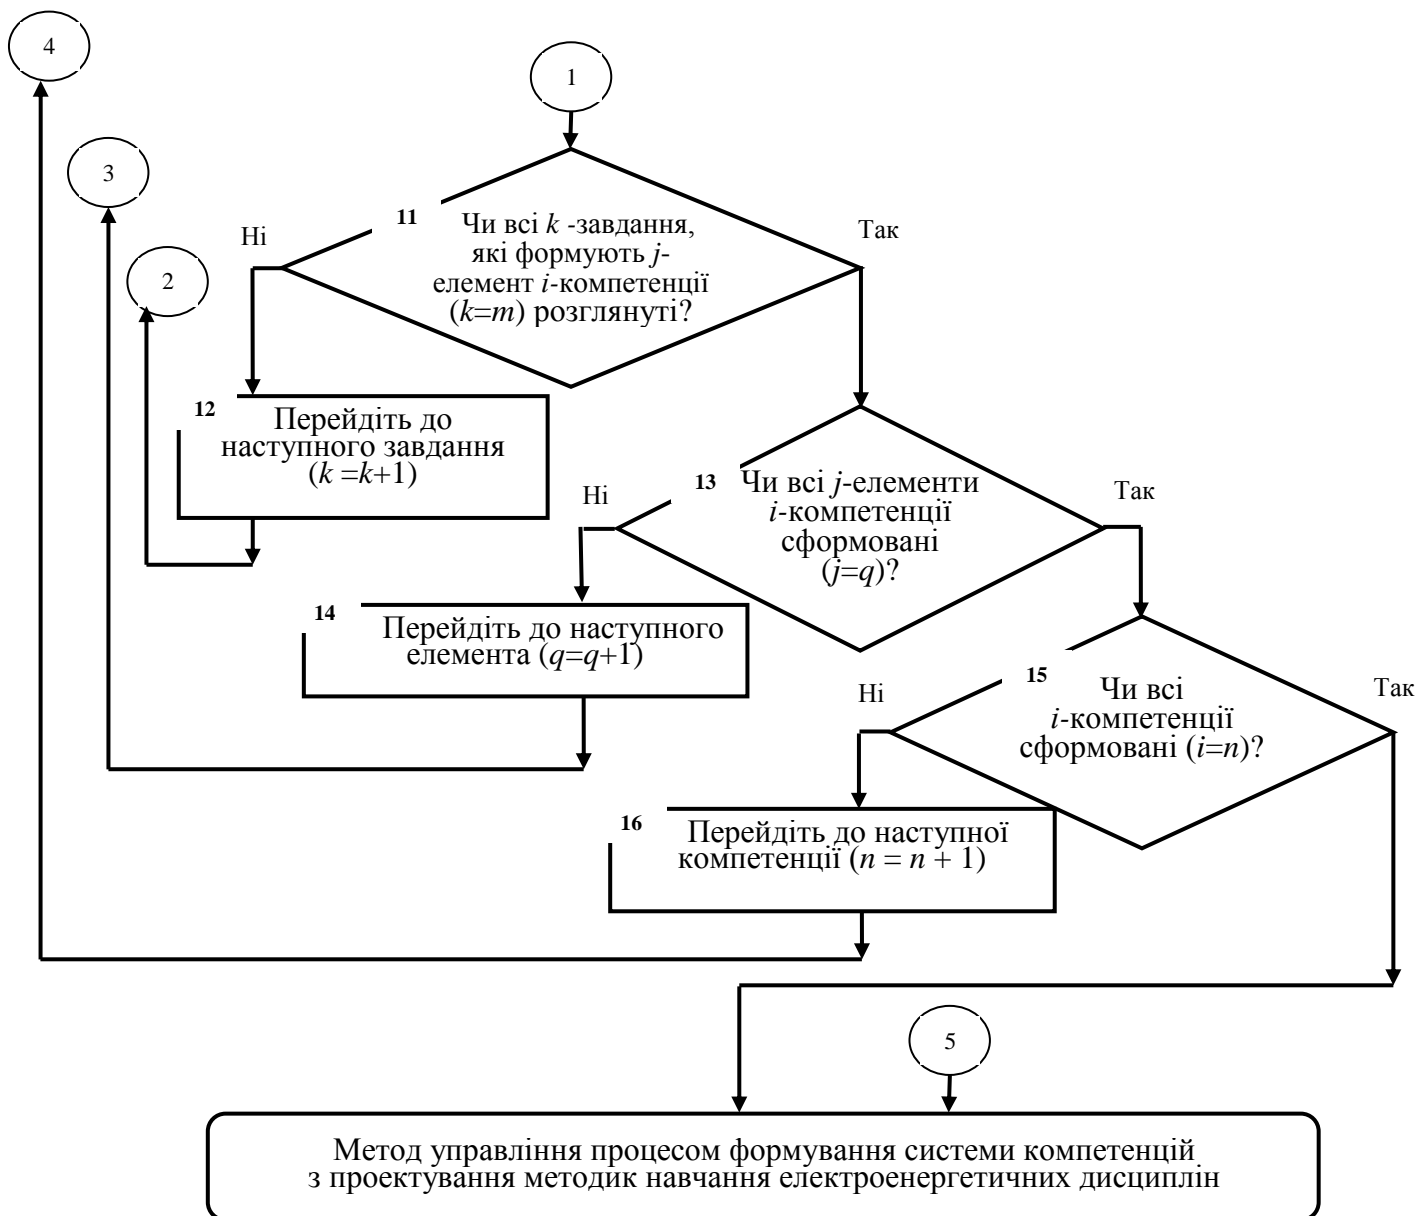 4
1
3
11
Чи всі k -завдання,
які формують j-
елемент i-компетенції
(k=m) розглянуті?
Ні
Так
2
12
Перейдіть до
наступного завдання
(k =k+1)
13
Чи всі j-елементи
i-компетенції
сформовані
(j=q)?
Ні
Так
14
Перейдіть до наступного
елемента (q=q+1)
15
Чи всі
i-компетенції
сформовані (i=n)?
Ні
Так
16
Перейдіть до наступної
компетенції (n = n + 1)
5
Метод управління процесом формування системи компетенцій
з проектування методик навчання електроенергетичних дисциплін